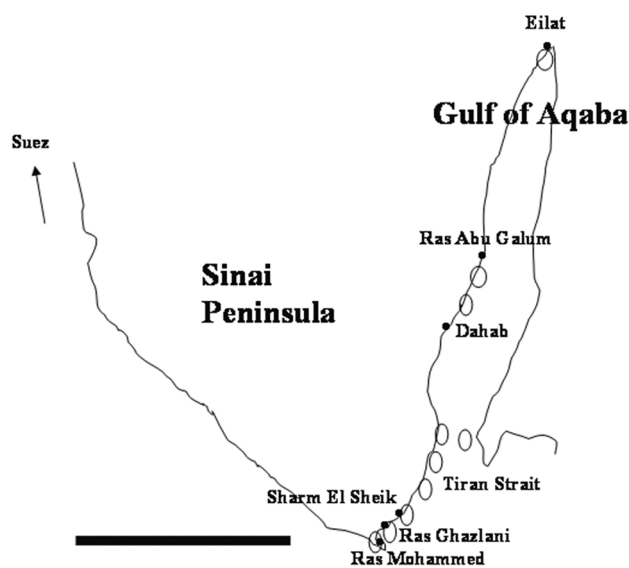 Eilat
Gulf of Aqaba
Suez
Ras Abu Galum
Sinai
Peninsula
Dahab
Tiran Strait
Sharm El Sheik
Ras Ghazlani
Ras Mohammed